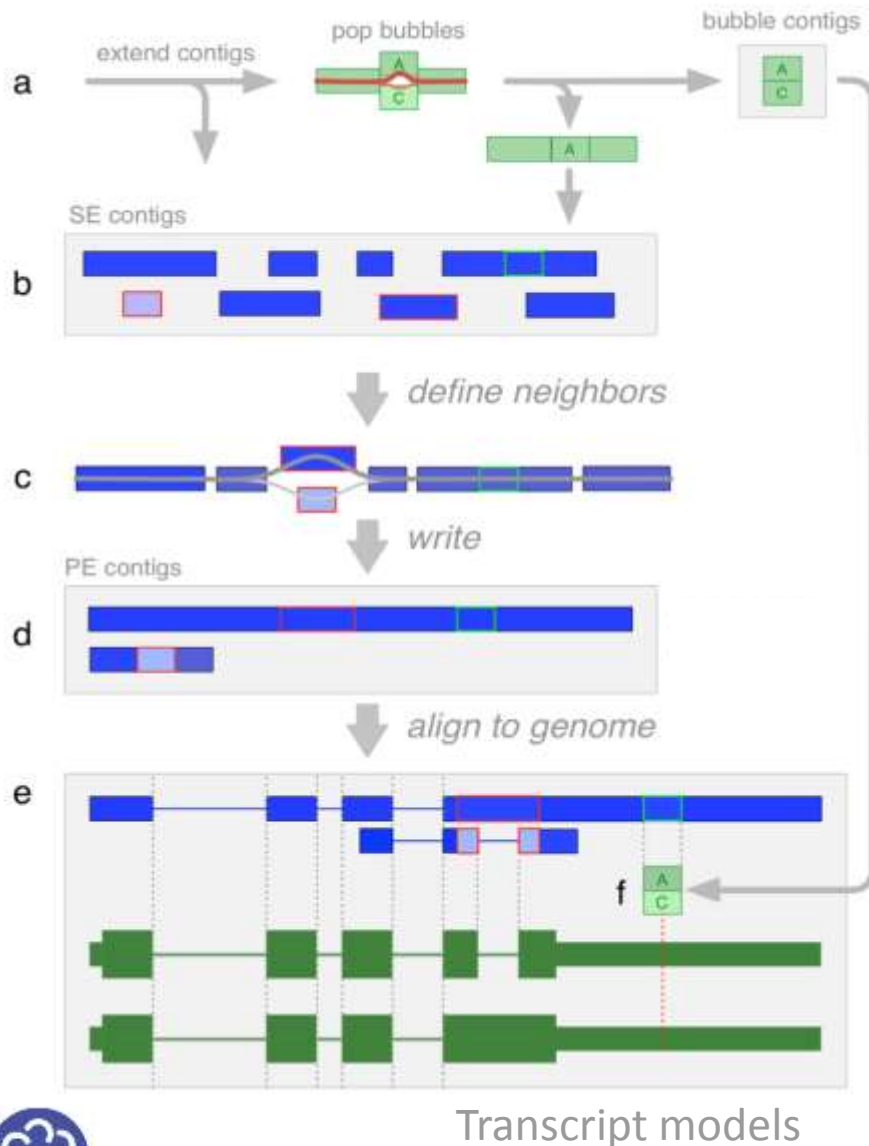 pop bubbles
bubble contigs
extend contigs
a
A
C
A
C
A
SE contigs
b
define neighbors
c
write
PE contigs
d
align to genome
e
f
A
C
Transcript models